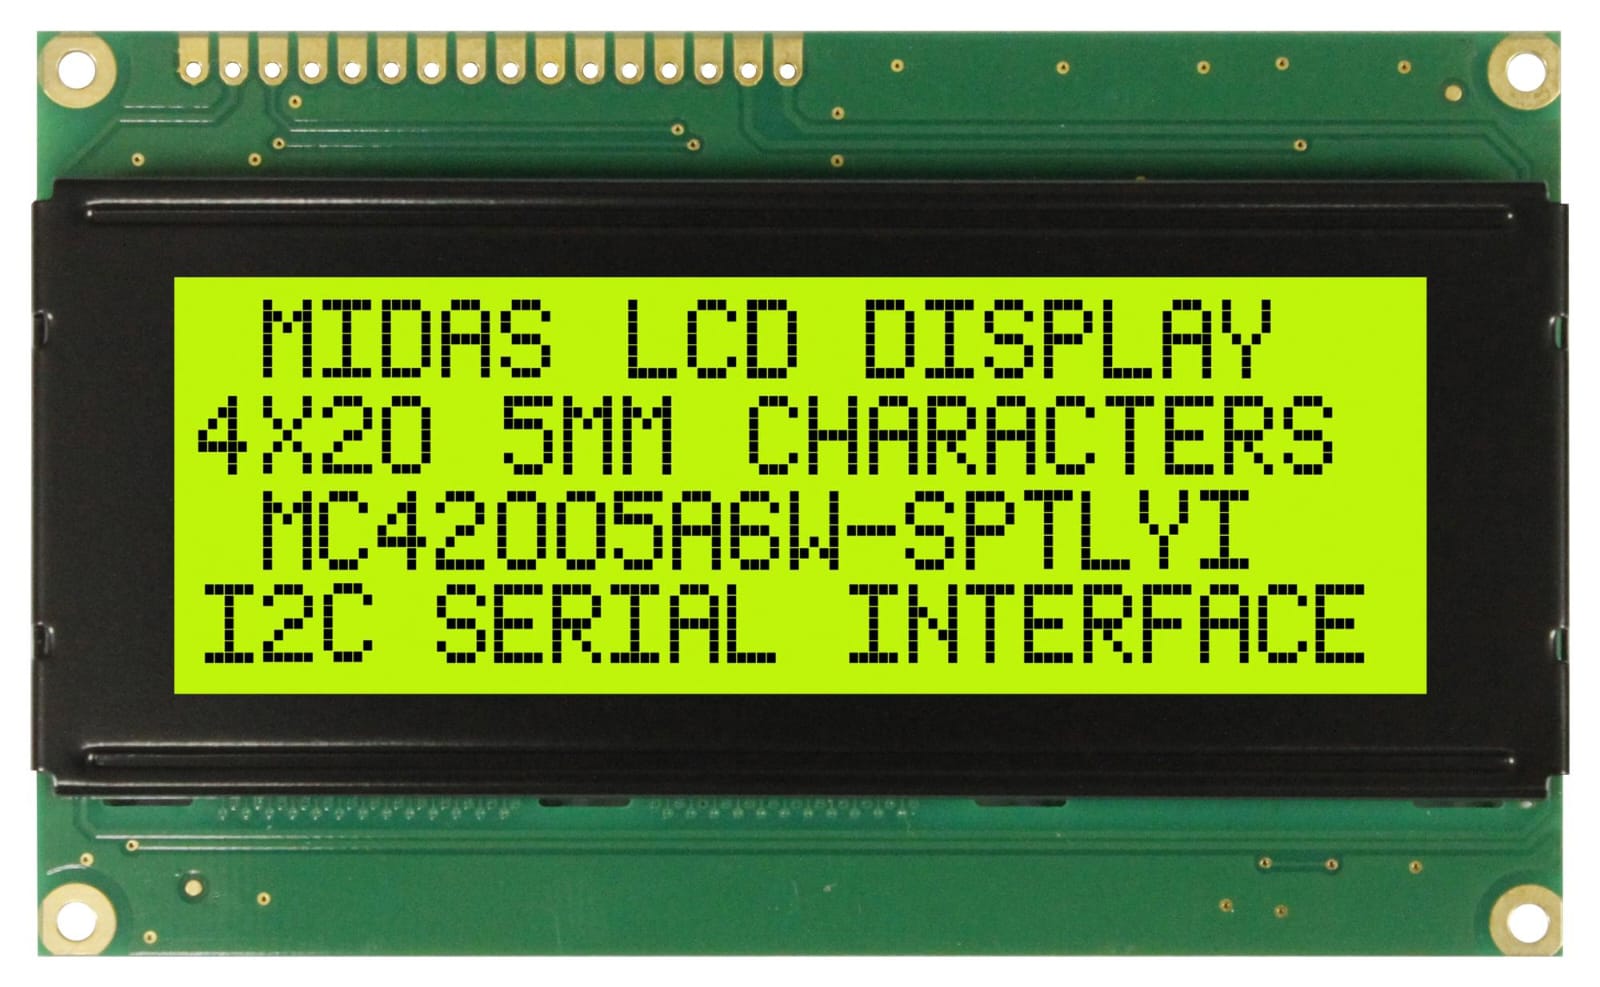 MIDAS LCD DISPLAY
4X20 5MM CHARACTERS
MC42005A6W-SPTLYI
I2C SERIAL INTERFACE